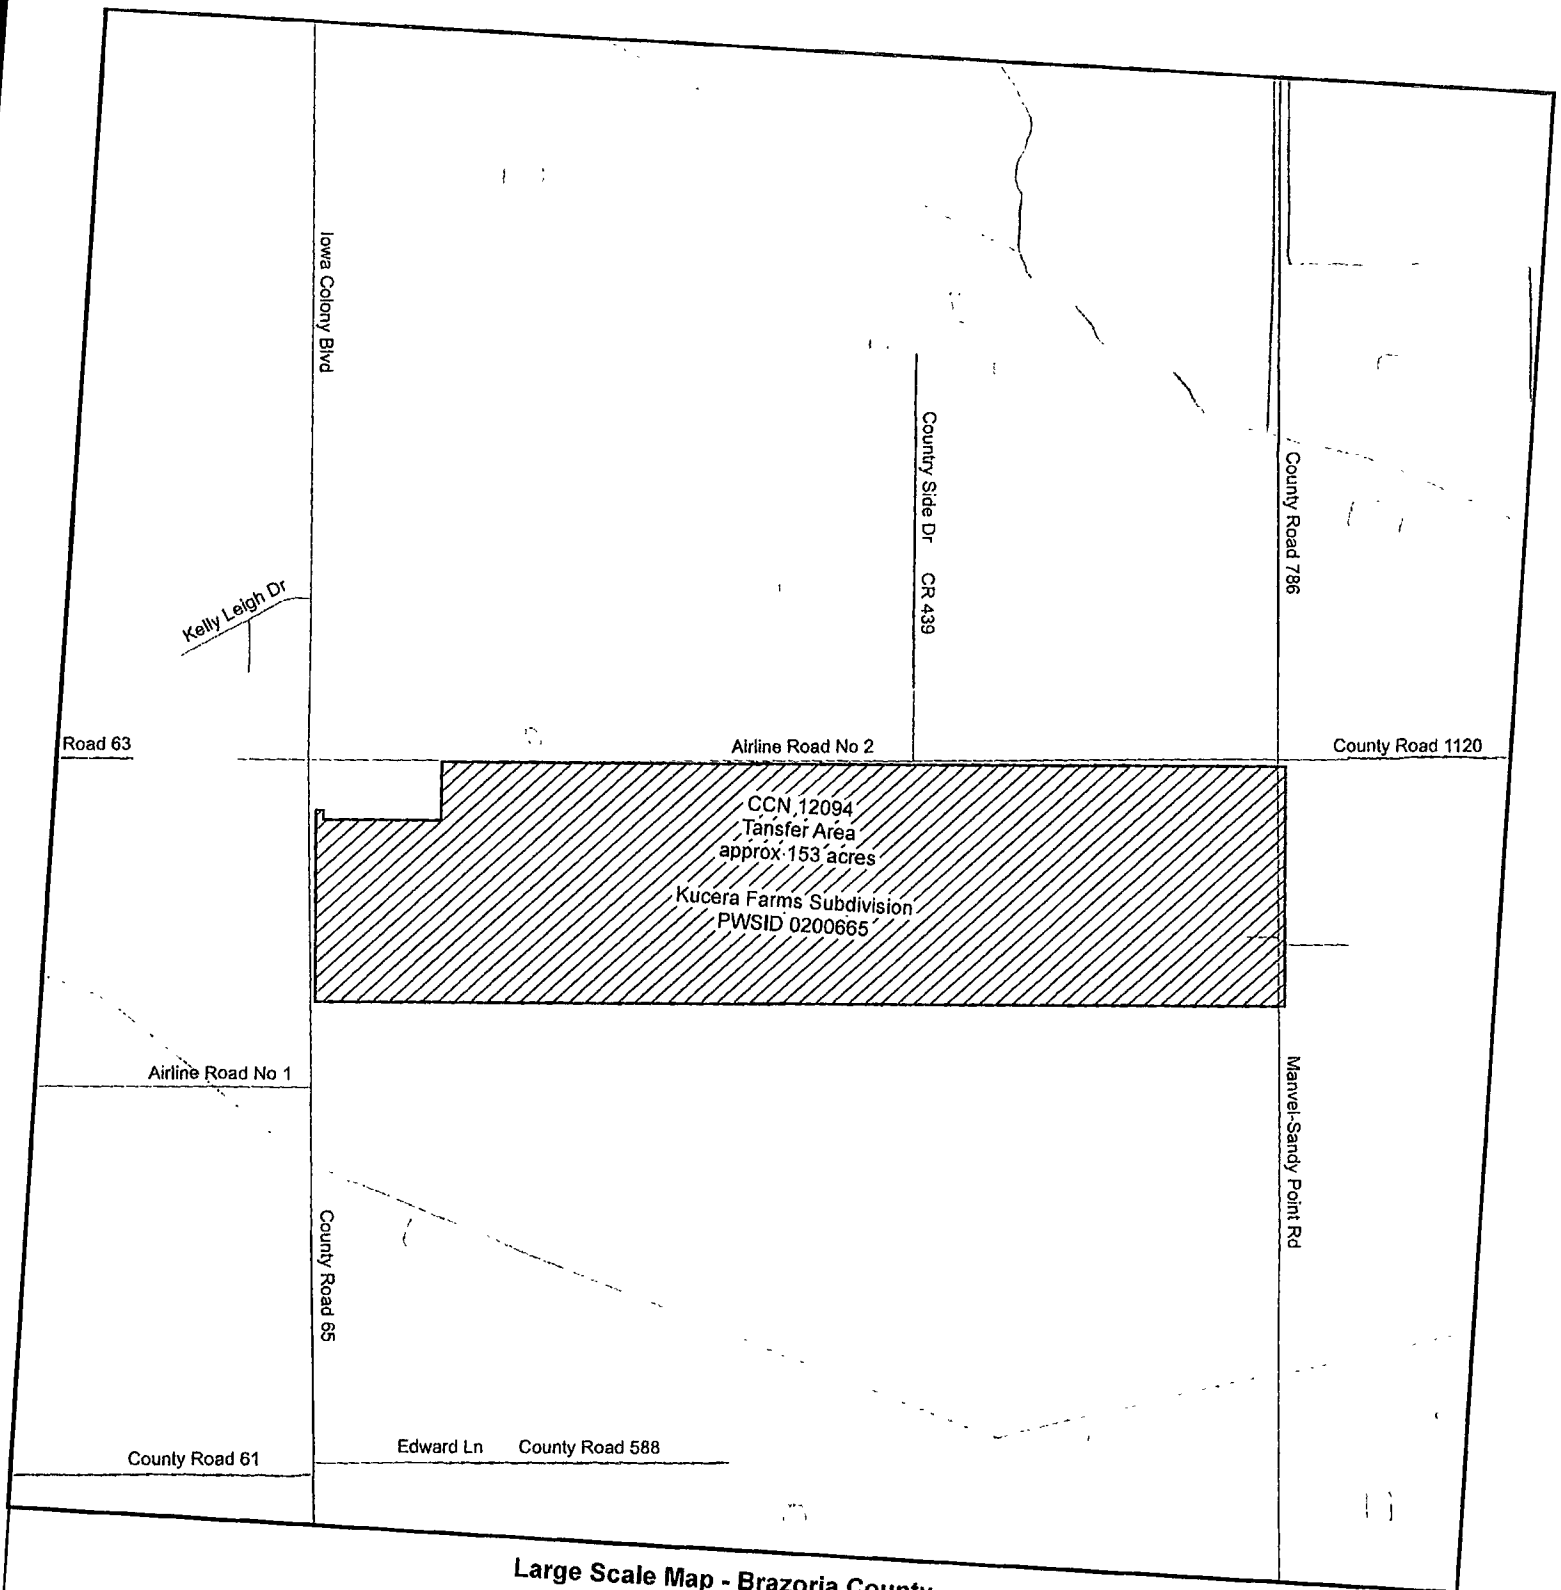 Iowa Colony Blvd
Country Side Dr CR 439
County Road 786
Kelly Leigh Dr
Road 63
Airline Road No 2
County Road 1120
CCN 12094
Tansfer Area
approx 153 acres
Kucera Farms Subdivision
PWSID 0200665
Airline Road No 1
Manvel-Sandy Point Rd
County Road 65
County Road 61
Edward Ln County Road 588
Large Scale Map - Brazoria County